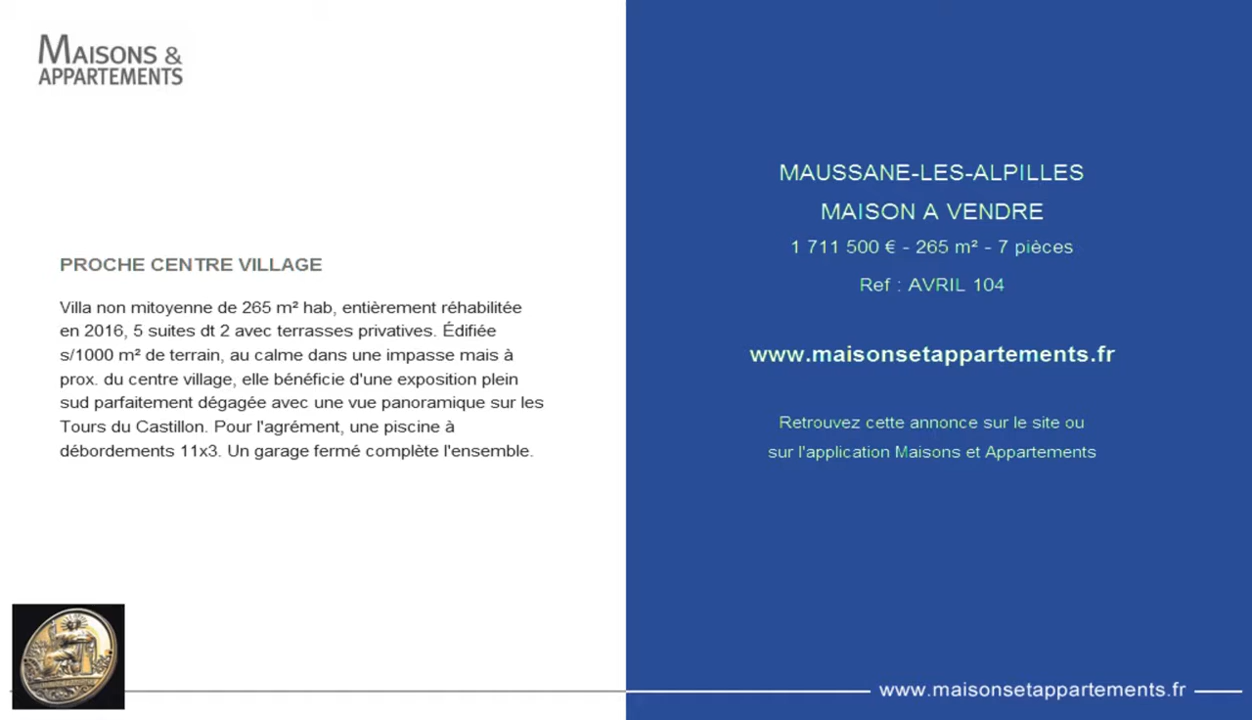 MAISONS &
APPARTEMENTS
PROCHE CENTRE VILLAGE
Villa non mitoyenne de 265 m² hab, entièrement réhabilitée
en 2016, 5 suites dt 2 avec terrasses privatives. Édifiée
s/1000 m² de terrain, au calme dans une impasse mais à
prox. du centre village, elle bénéficie d'une exposition plein
sud parfaitement dégagée avec une vue panoramique sur les
Tours du Castillon. Pour l'agrément, une piscine à
débordements 11x3. Un garage fermé complète l'ensemble.
MAUSSANE-LES-ALPILLES
MAISON A VENDRE
1 711 500 € - 265 m² - 7 pièces
Ref : AVRIL 104
www.maisonsetappartements.fr
Retrouvez cette annonce sur le site ou
sur l'application Maisons et Appartements
www.maisonsetappartements.fr